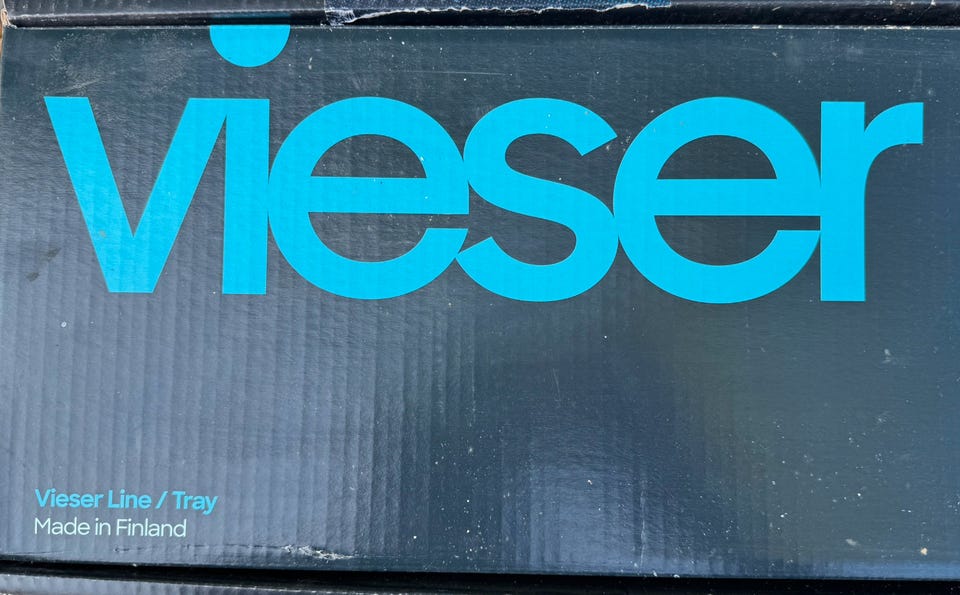 vieser
Vieser Line / Tray
Made in Finland